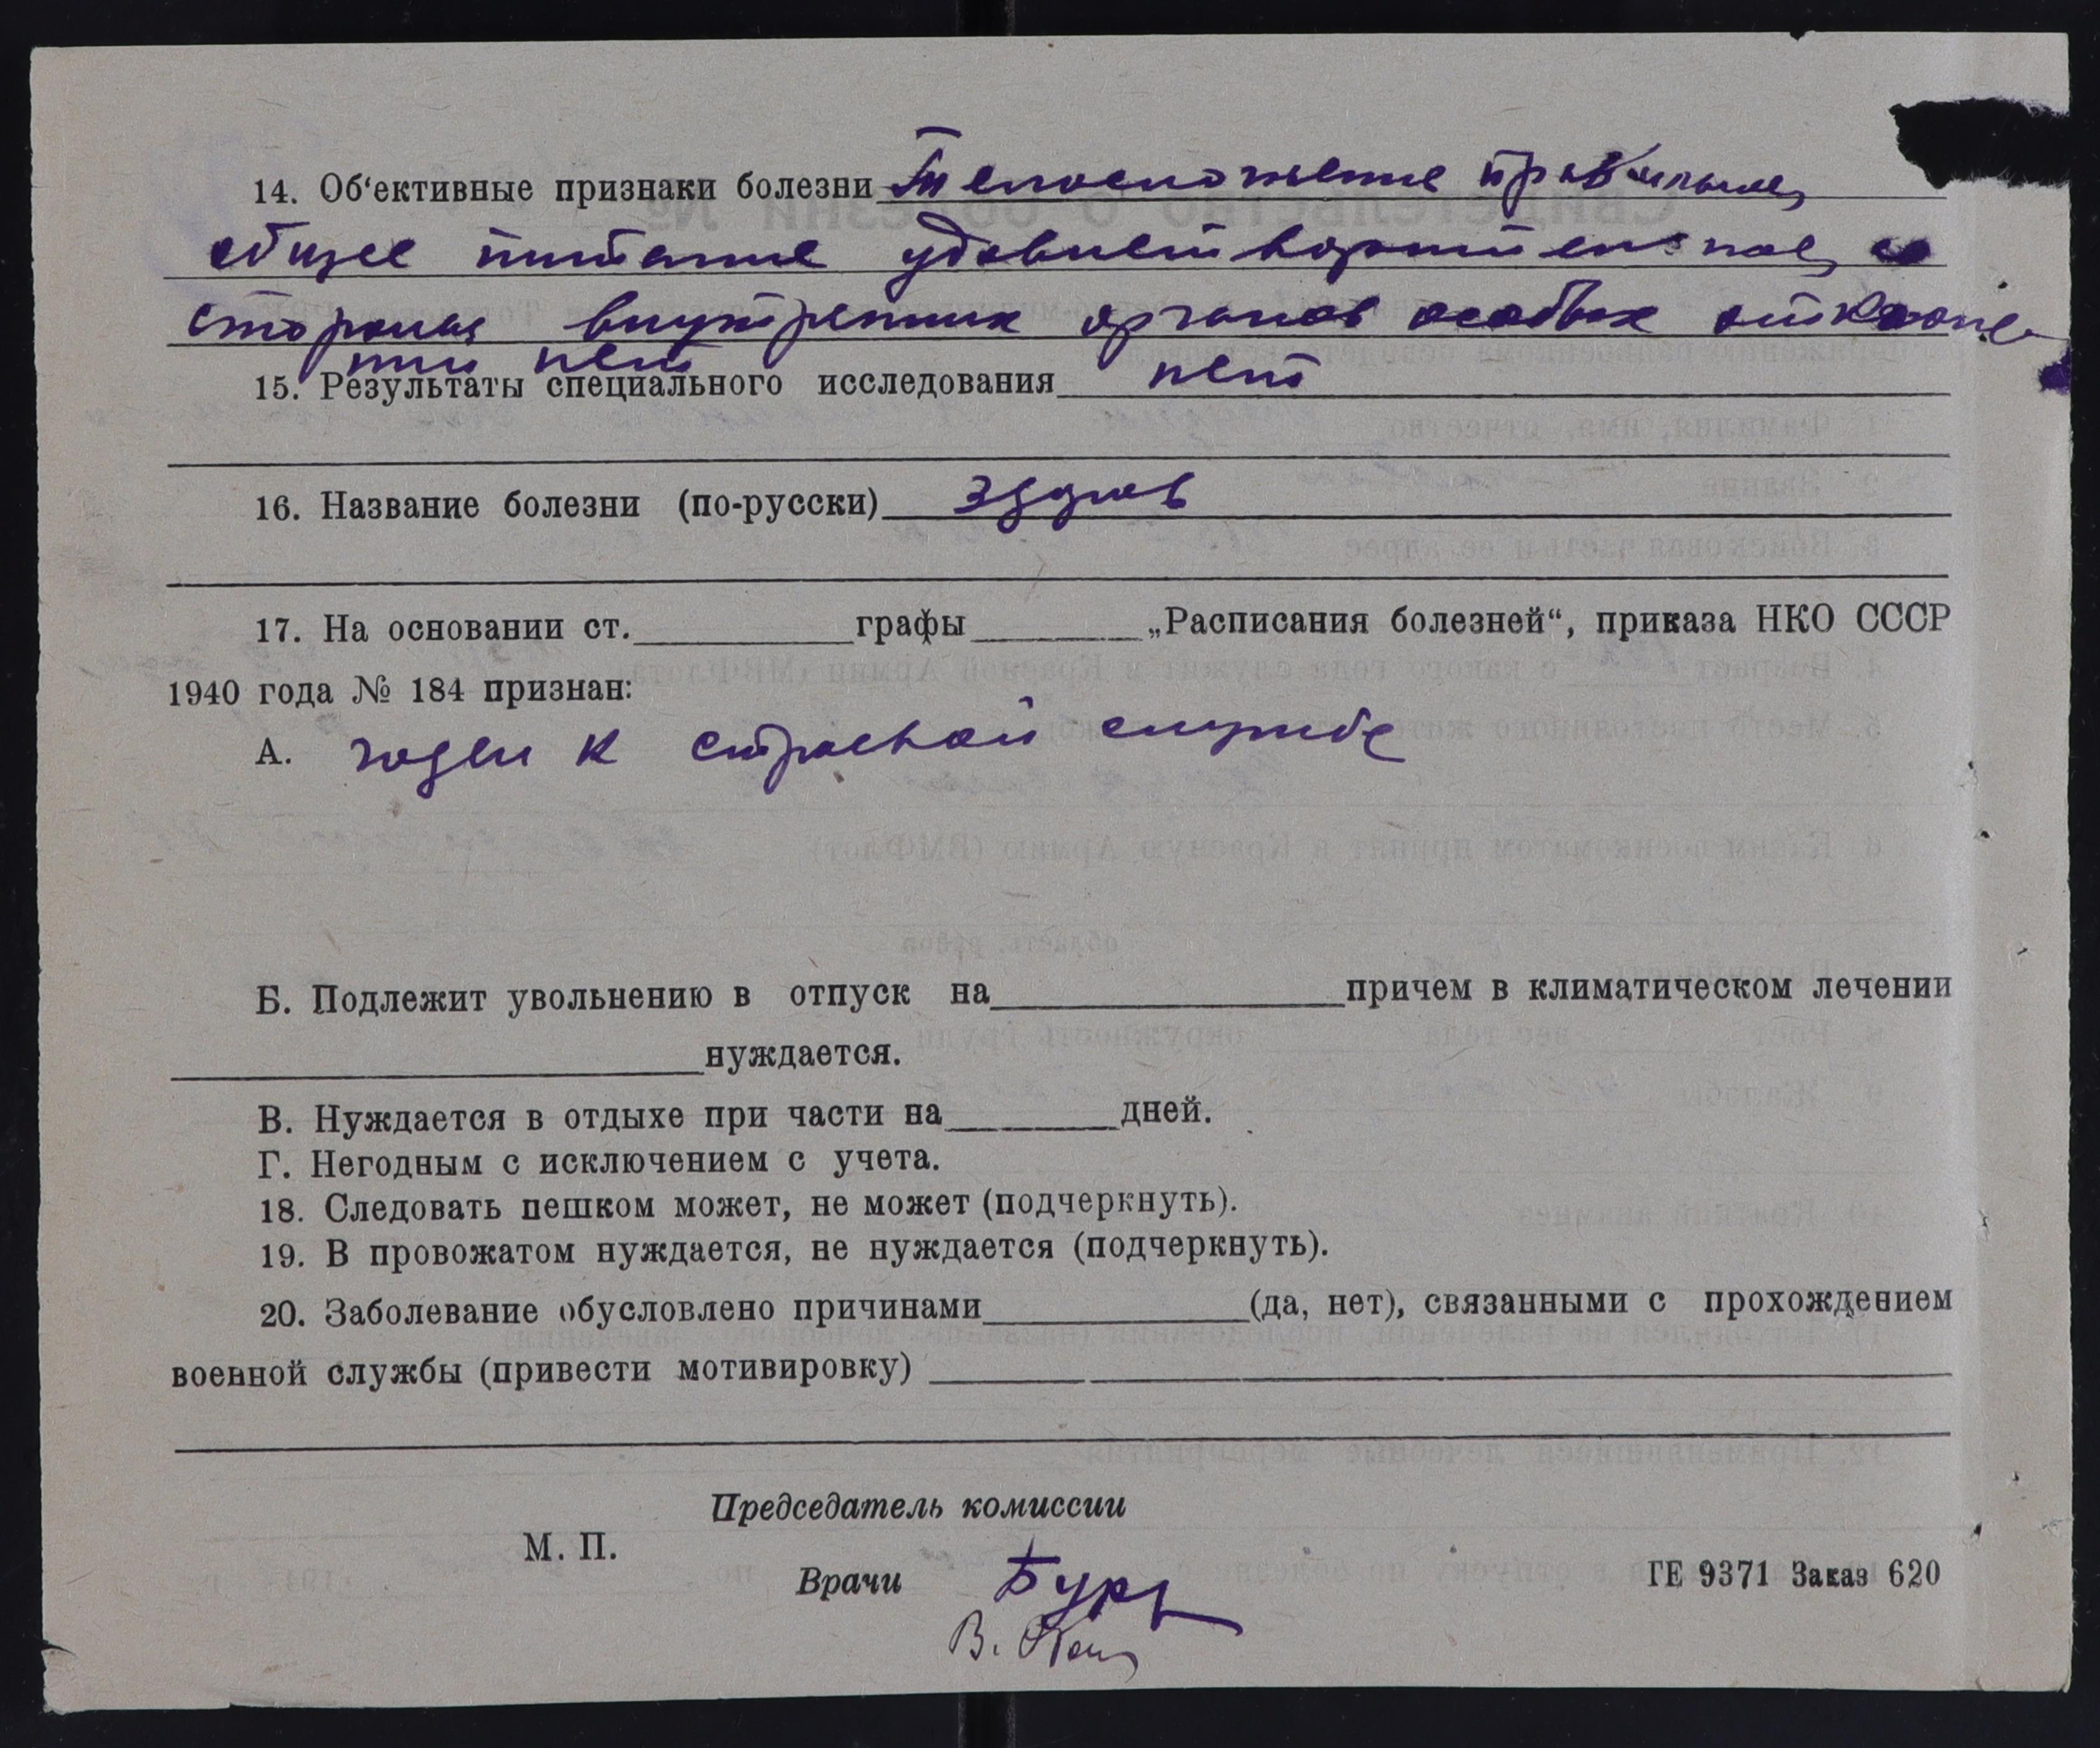 14. Об‘ективные признаки болезни Телосложение правильное,
общее питание удовлетворительное, со
стороны внутренних органов особых отклоне
ний нет
15. Результаты специального исследования нет
16. Название болезни (по-русски) здоров
17. На основании ст. графы „Расписания болезней“, приказа НКО СССР
1940 года № 184 признан:
А. годен к строевой службе
Б. Подлежит увольнению в отпуск на причем в климатическом лечении
нуждается.
В. Нуждается в отдыхе при части на дней.
Г. Негодным с исключением с учета.
18. Следовать пешком может, не может (подчеркнуть).
19. В провожатом нуждается, не нуждается (подчеркнуть).
20. Заболевание обусловлено причинами (да, нет), связанными с прохождением
военной службы (привести мотивировку)
Председатель комиссии
М. П.
Врачи
ГЕ 9371 Заказ 620